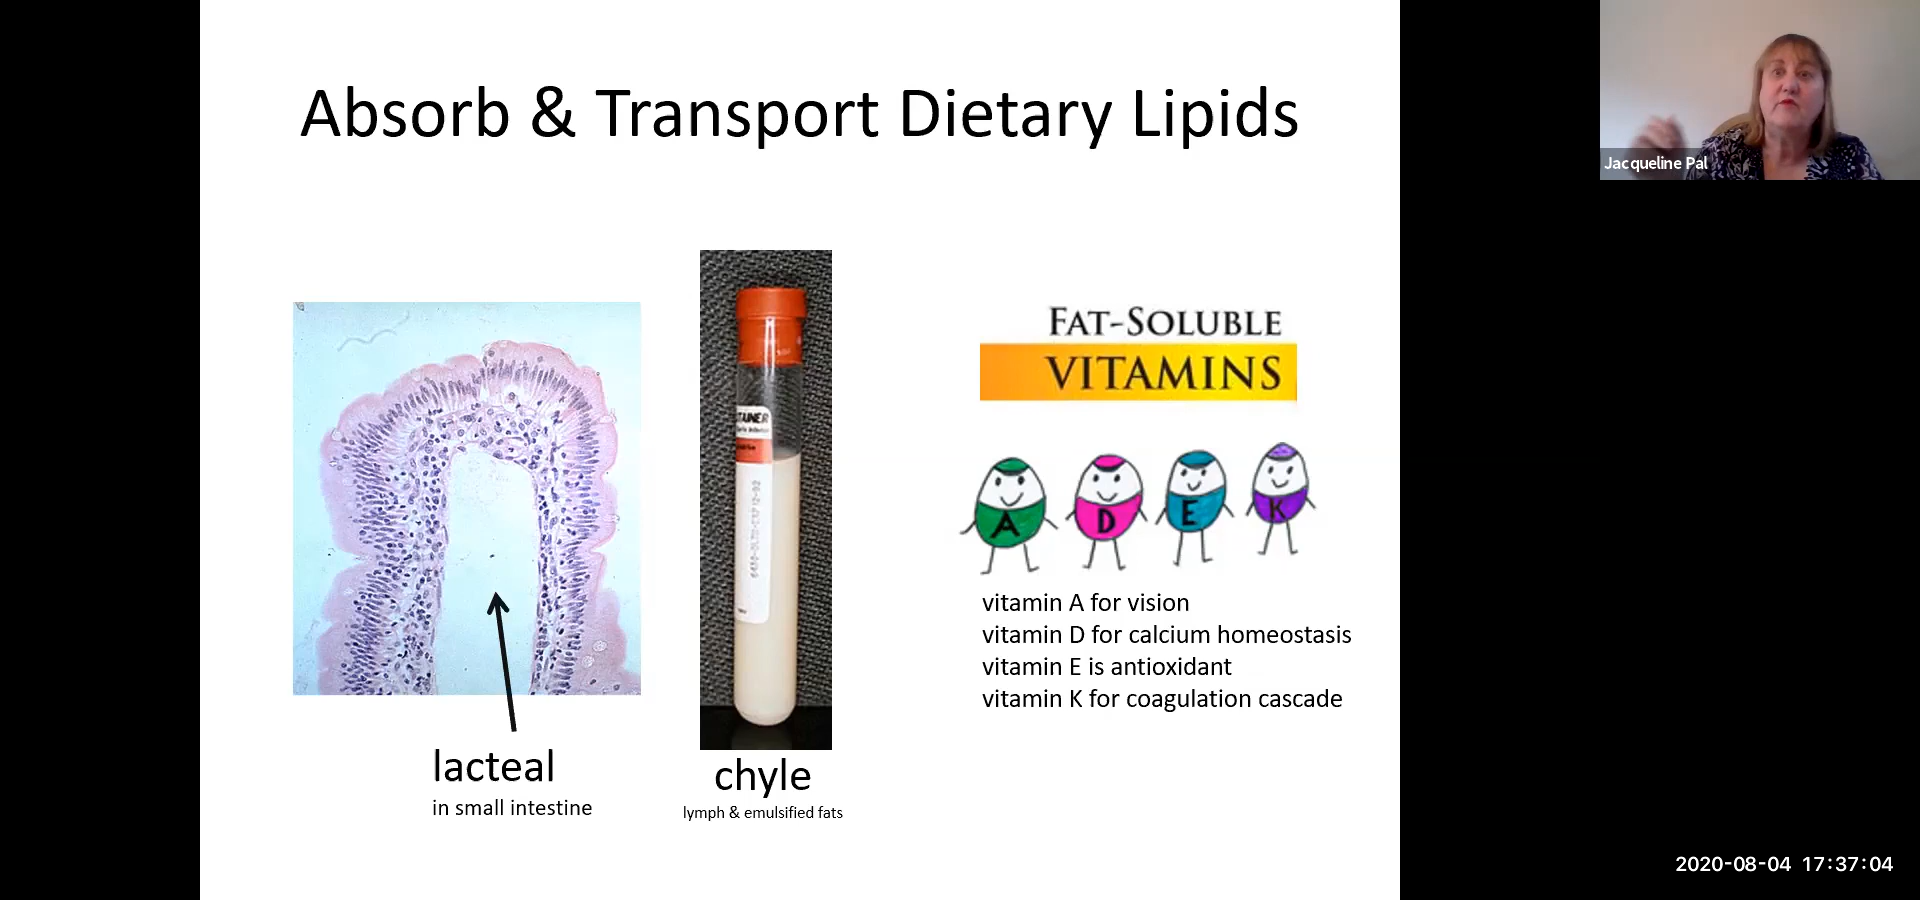 Absorb & Transport Dietary Lipids
Jacqueline Pal
FAT-SOLUBLE
VITAMINS
TAINER
A D E K
vitamin A for vision
vitamin D for calcium homeostasis
vitamin E is antioxidant
vitamin K for coagulation cascade
lacteal
in small intestine
chyle
lymph & emulsified fats
2020-08-04 17:37:04